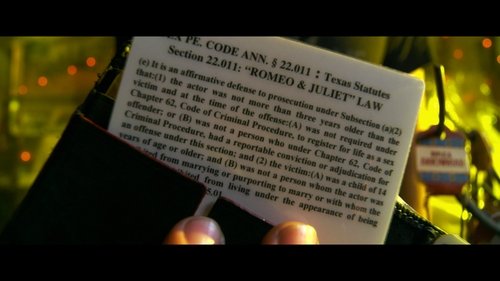 EX PE. CODE ANN. § 22.011 : Texas Statutes
Section 22.011: "ROMEO & JULIET" LAW
(e) It is an affirmative defense to prosecution under Subsection (a)(2)
that:(1) the actor was not more than three years older than the
victim and at the time of the offense:(A) was not required under
Chapter 62, Code of Criminal Procedure, to register for life as a sex
offender; or (B) was not a person who under Chapter 62, Code of
Criminal Procedure, had a reportable conviction or adjudication for
an offense under this section; and (2) the victim:(A) was a child of 14
years of age or older; and (B) was not a person whom the actor was
from marrying or purporting to marry or with whom the
from living under the appearance of being
5.01